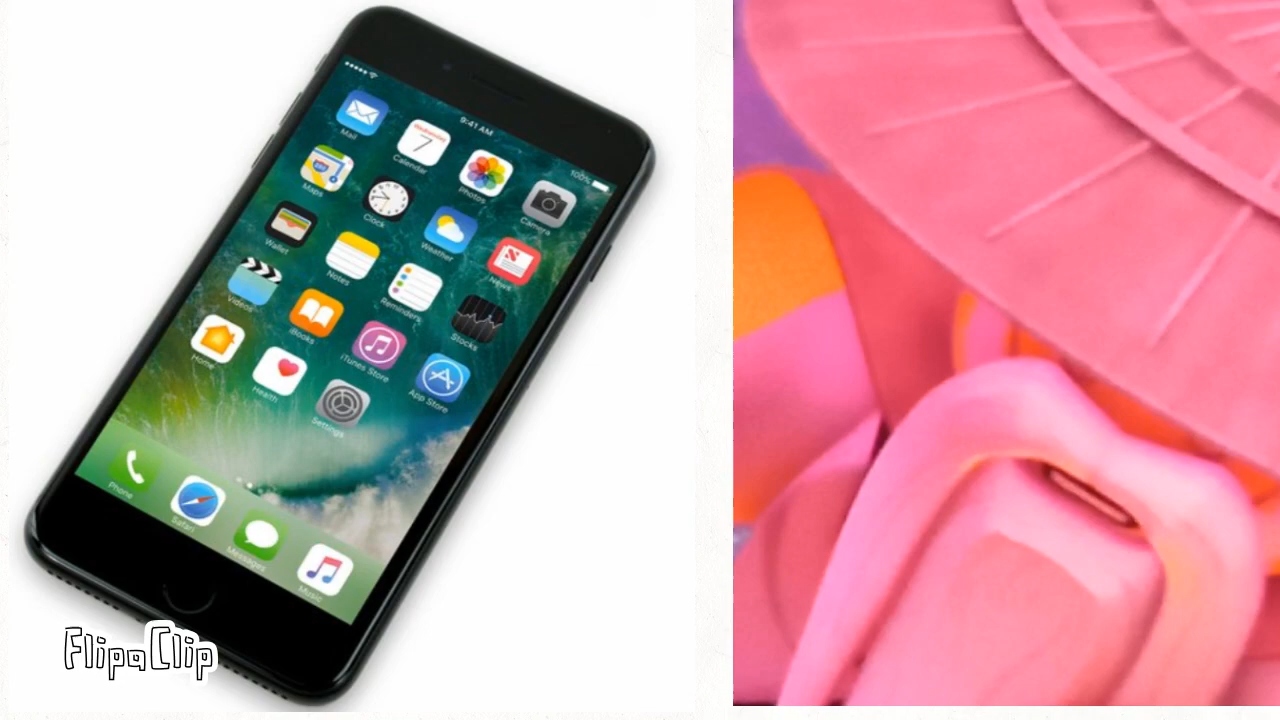 9:41 AM
100%
Mail
Calendar
Photos
Camera
Wednesday
7
Maps
Clock
Weather
News
Wallet
Notes
Reminders
Stocks
Videos
iBooks
iTunes Store
App Store
Home
Health
Settings
Phone
Safari
Messages
Music
FlipaClip